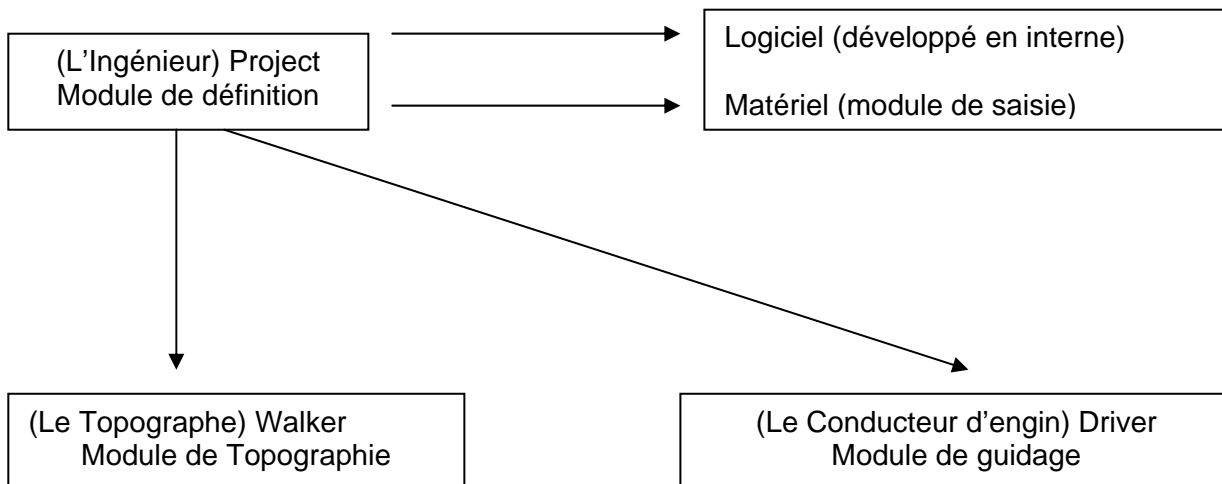 (L'Ingénieur) Project
Module de définition
Logiciel (développé en interne)
Matériel (module de saisie)
(Le Topographe) Walker
Module de Topographie
(Le Conducteur d'engin) Driver
Module de guidage